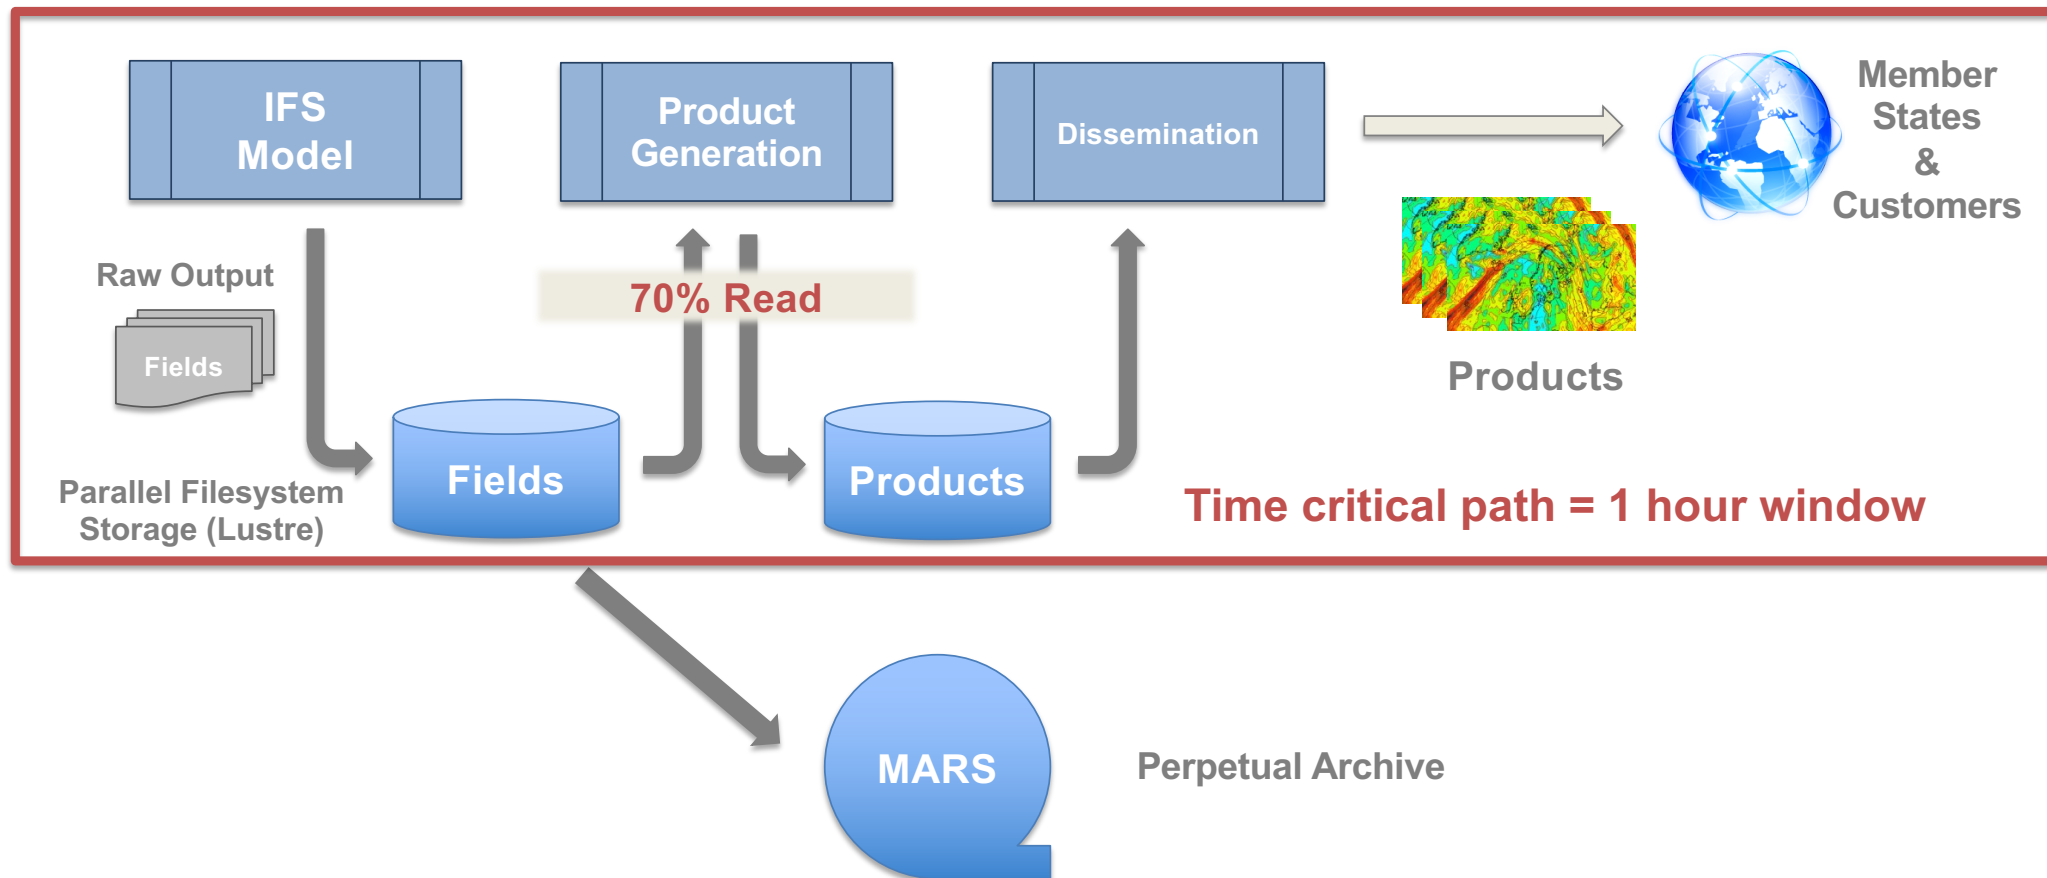 IFS
Model
Product
Generation
Dissemination
Member
States
&
Customers
Raw Output
Fields
70% Read
Products
Parallel Filesystem
Storage (Lustre)
Fields
Products
Time critical path = 1 hour window
MARS
Perpetual Archive